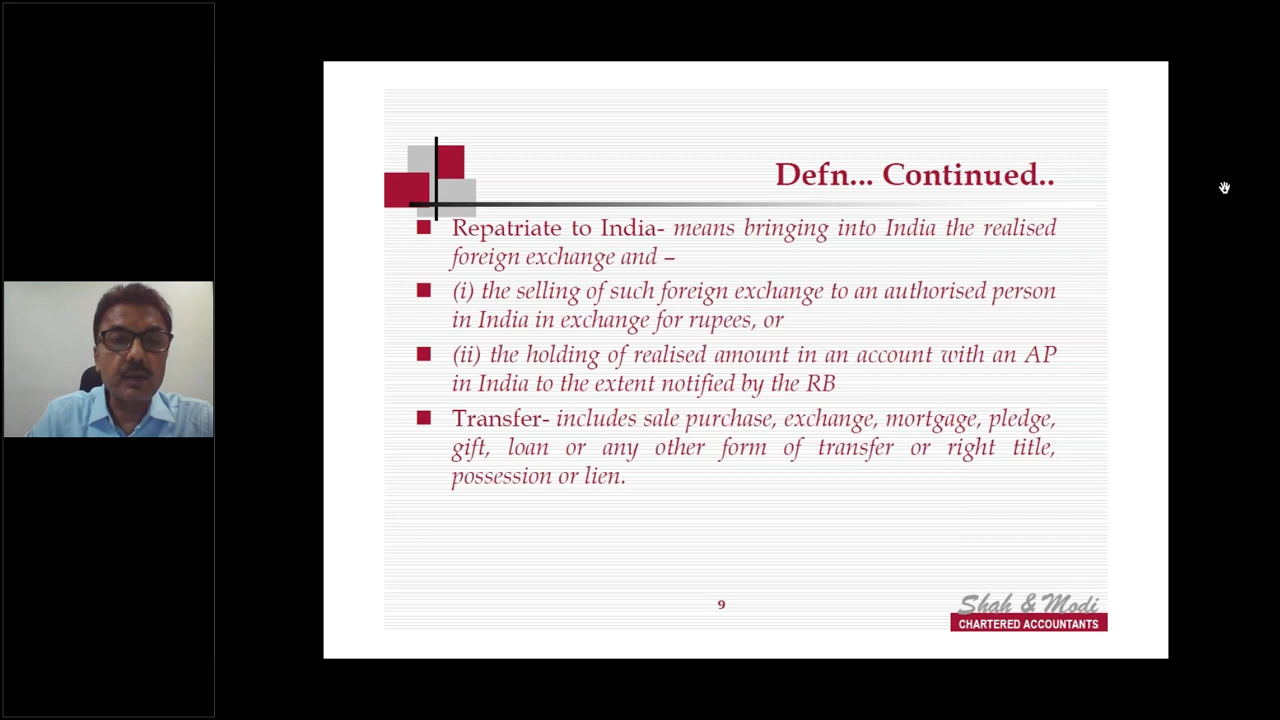 Defn... Continued..
Repatriate to India- means bringing into India the realised
foreign exchange and –
(i) the selling of such foreign exchange to an authorised person
in India in exchange for rupees, or
(ii) the holding of realised amount in an account with an AP
in India to the extent notified by the RB
Transfer- includes sale purchase, exchange, mortgage, pledge,
gift, loan or any other form of transfer or right title,
possession or lien.
9
Shah & Modi
CHARTERED ACCOUNTANTS